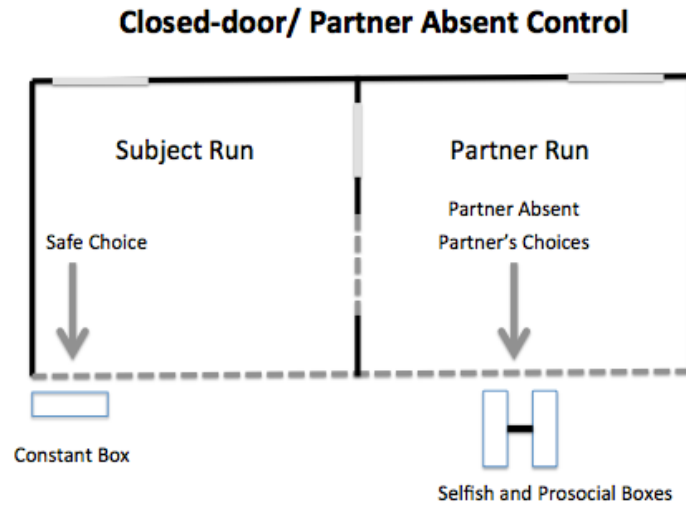 Closed-door/ Partner Absent Control
Subject Run
Partner Run
Partner Absent
Safe Choice
Partner's Choices
Constant Box
Selfish and Prosocial Boxes